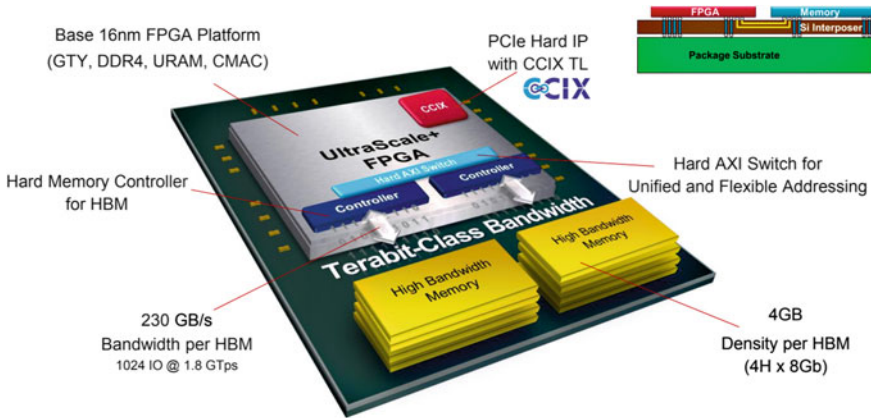 Base 16nm FPGA Platform
(GTY, DDR4, URAM, CMAC)
PCIe Hard IP
with CCIX TL
CCIX
FPGA
Memory
Si Interposer
Package Substrate
CCIX
UltraScale+
FPGA
Hard AXI Switch
Controller
Controller
Hard Memory Controller
for HBM
Hard AXI Switch for
Unified and Flexible Addressing
Terabit-Class Bandwidth
High Bandwidth
Memory
High Bandwidth
Memory
230 GB/s
Bandwidth per HBM
1024 IO @ 1.8 GTps
4GB
Density per HBM
(4H x 8Gb)